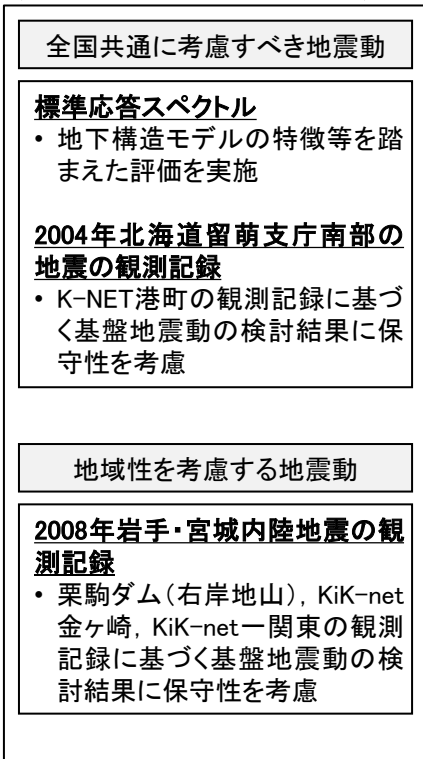 全国共通に考慮すべき地震動
標準応答スペクトル
• 地下構造モデルの特徴等を踏
まえた評価を実施
2004年北海道留萌支庁南部の
地震の観測記録
• K-NET港町の観測記録に基づ
く基盤地震動の検討結果に保
守性を考慮
地域性を考慮する地震動
2008年岩手・宮城内陸地震の観
測記録
• 栗駒ダム（右岸地山），KiK-net
金ヶ崎，KiK-net一関東の観測
記録に基づく基盤地震動の検
討結果に保守性を考慮